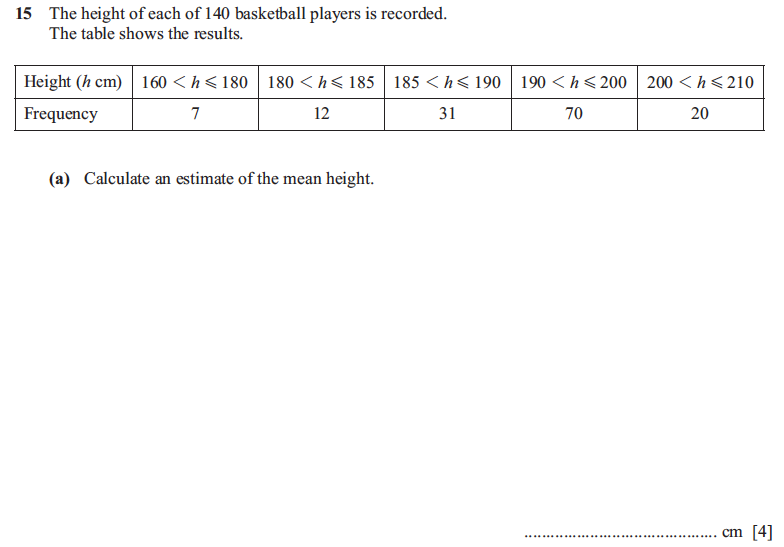 15 The height of each of 140 basketball players is recorded.
The table shows the results.
Height (h cm) 160 < h ⩽ 180 180 < h ⩽ 185 185 < h ⩽ 190 190 < h ⩽ 200 200 < h ⩽ 210
Frequency 7 12 31 70 20
(a) Calculate an estimate of the mean height.
........................................... cm [4]